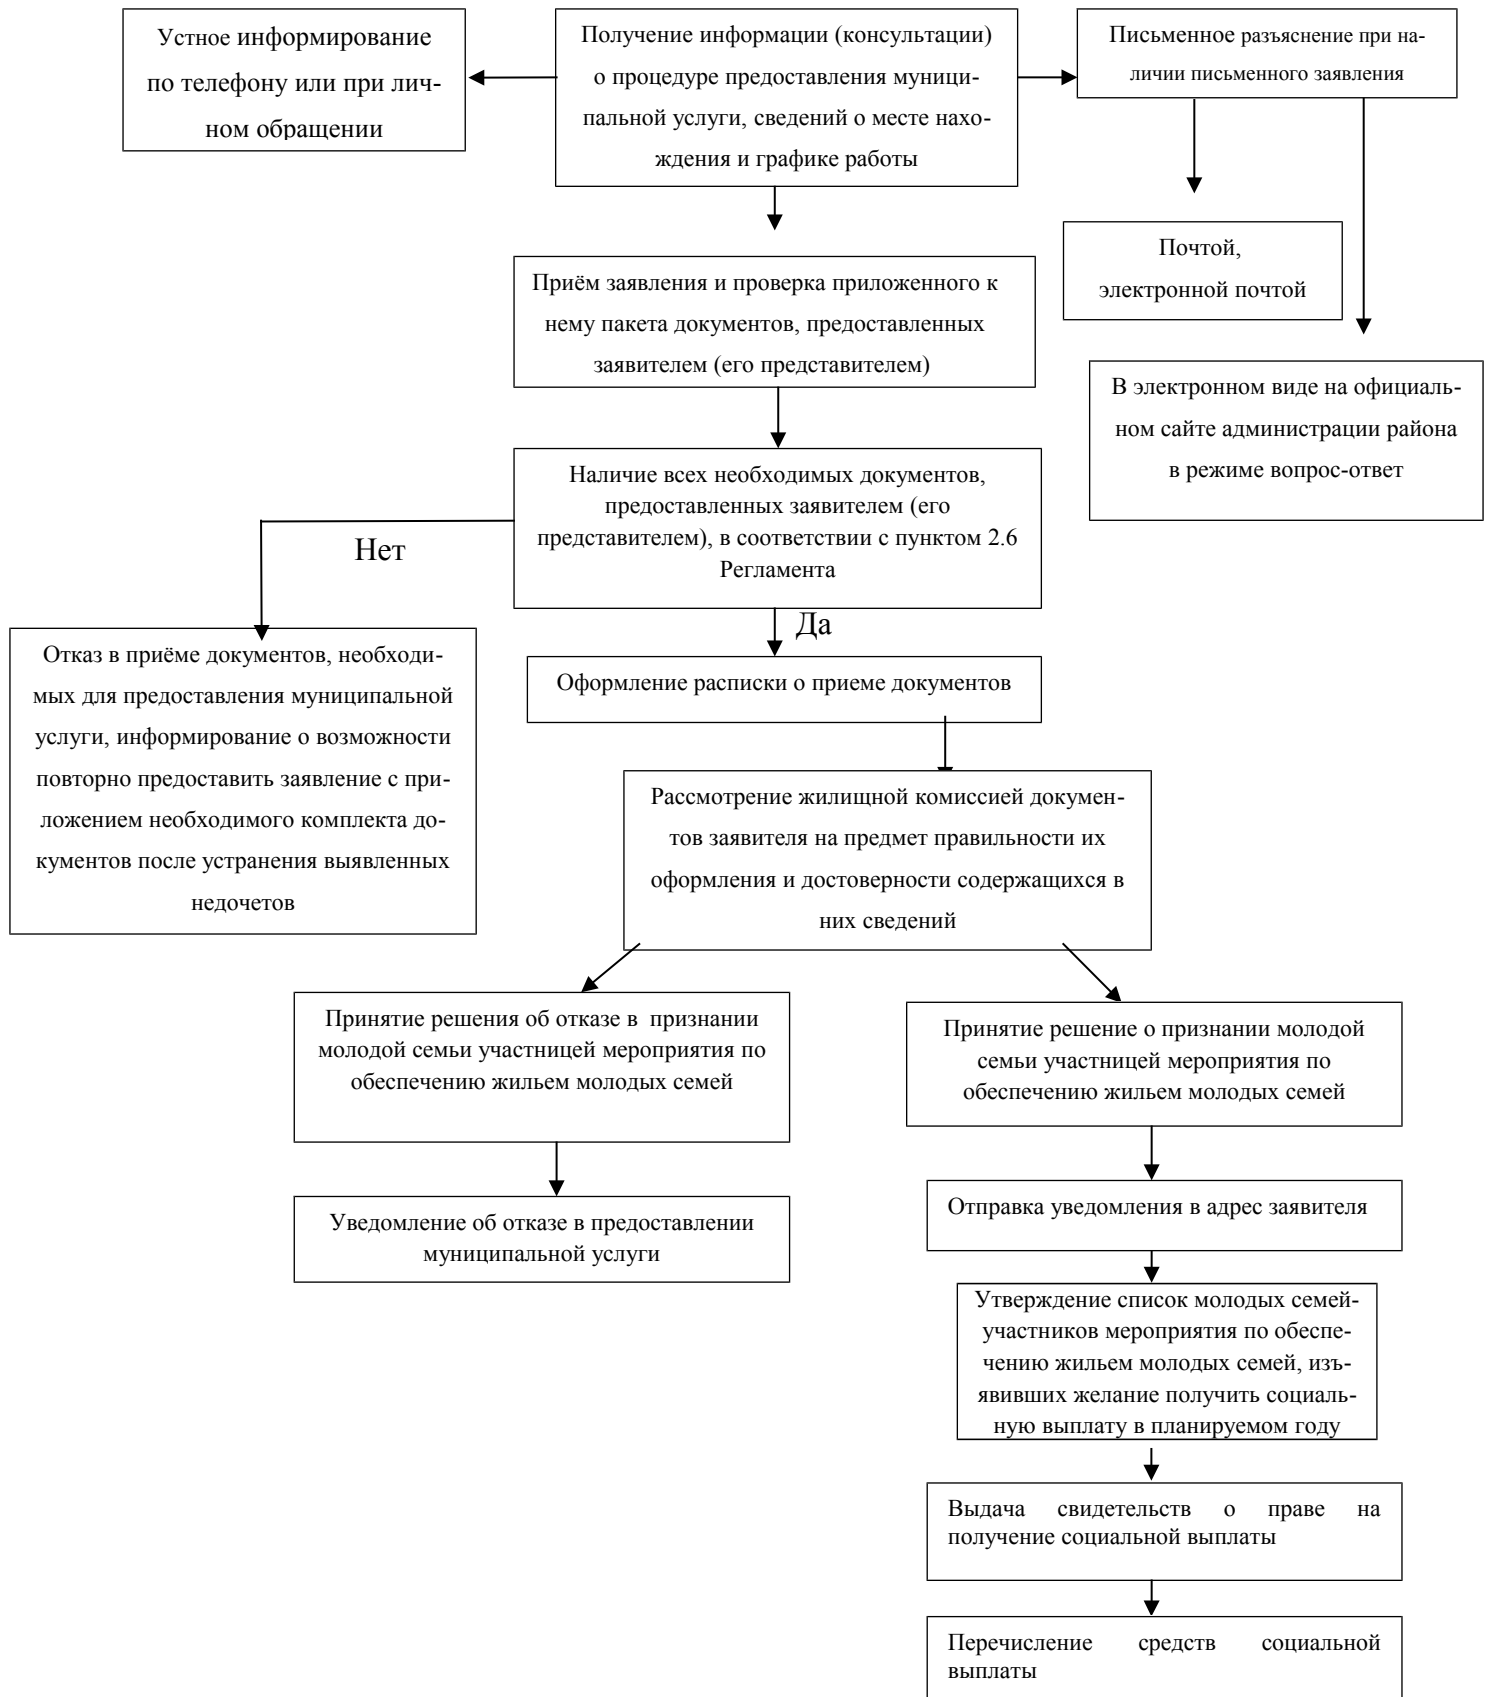 Устное информирование
по телефону или при лич-
ном обращении
Получение информации (консультации)
о процедуре предоставления муници-
пальной услуги, сведений о месте нахо-
ждения и графике работы
Письменное разъяснение при на-
личии письменного заявления
Почтой,
электронной почтой
В электронном виде на официаль-
ном сайте администрации района
в режиме вопрос-ответ
Приём заявления и проверка приложенного к
нему пакета документов, предоставленных
заявителем (его представителем)
Наличие всех необходимых документов,
предоставленных заявителем (его
представителем), в соответствии с пунктом 2.6
Регламента
Нет
Да
Отказ в приёме документов, необходи-
мых для предоставления муниципальной
услуги, информирование о возможности
повторно предоставить заявление с при-
ложением необходимого комплекта до-
кументов после устранения выявленных
недочетов
Оформление расписки о приеме документов
Рассмотрение жилищной комиссией докумен-
тов заявителя на предмет правильности их
оформления и достоверности содержащихся в
них сведений
Принятие решения об отказе в  признании
молодой семьи участницей мероприятия по
обеспечению жильем молодых семей
Уведомление об отказе в предоставлении
муниципальной услуги
Принятие решение о признании молодой
семьи участницей мероприятия по
обеспечению жильем молодых семей
Отправка уведомления в адрес заявителя
Утверждение список молодых семей-
участников мероприятия по обеспе-
чению жильем молодых семей, изъ-
явивших желание получить социаль-
ную выплату в планируемом году
Выдача свидетельств о праве на
получение социальной выплаты
Перечисление средств социальной
выплаты